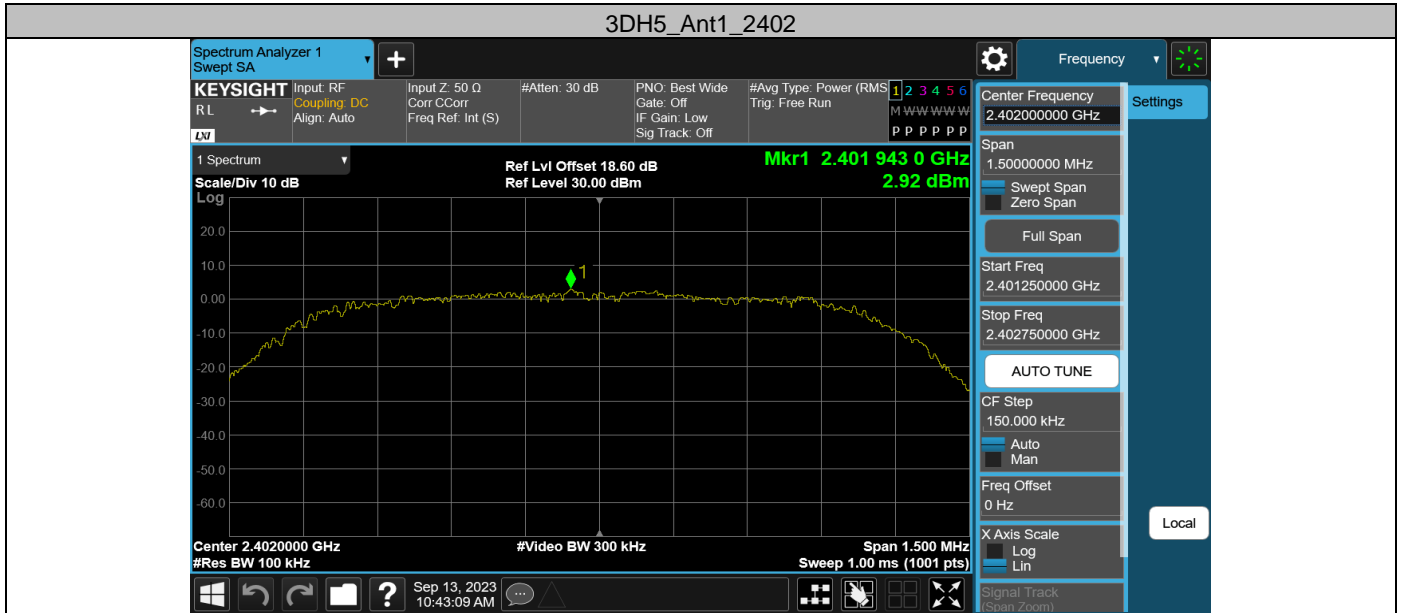 3DH5_Ant1_2402
Spectrum Analyzer 1
Swept SA
Frequency
KEYSIGHT
RL
LXI
Input: RF
Coupling: DC
Align: Auto
Input Z: 50 Ω
Corr CCorr
Freq Ref: Int (S)
#Atten: 30 dB
PNO: Best Wide
Gate: Off
IF Gain: Low
Sig Track: Off
#Avg Type: Power (RMS
Trig: Free Run
1 2 3 4 5 6
M W W W W W
P P P P P P
1 Spectrum
Scale/Div 10 dB
Ref Lvl Offset 18.60 dB
Ref Level 30.00 dBm
Mkr1 2.401 943 0 GHz
2.92 dBm
Log
20.0
10.0
0.00
-10.0
-20.0
-30.0
-40.0
-50.0
-60.0
1
Center 2.4020000 GHz
#Video BW 300 kHz
Span 1.500 MHz
#Res BW 100 kHz
Sweep 1.00 ms (1001 pts)
Center Frequency
2.402000000 GHz
Settings
Span
1.50000000 MHz
Swept Span
Zero Span
Full Span
Start Freq
2.401250000 GHz
Stop Freq
2.402750000 GHz
AUTO TUNE
CF Step
150.000 kHz
Auto
Man
Freq Offset
0 Hz
X Axis Scale
Log
Lin
Local
Signal Track
(Span Zoom)
?
Sep 13, 2023
10:43:09 AM